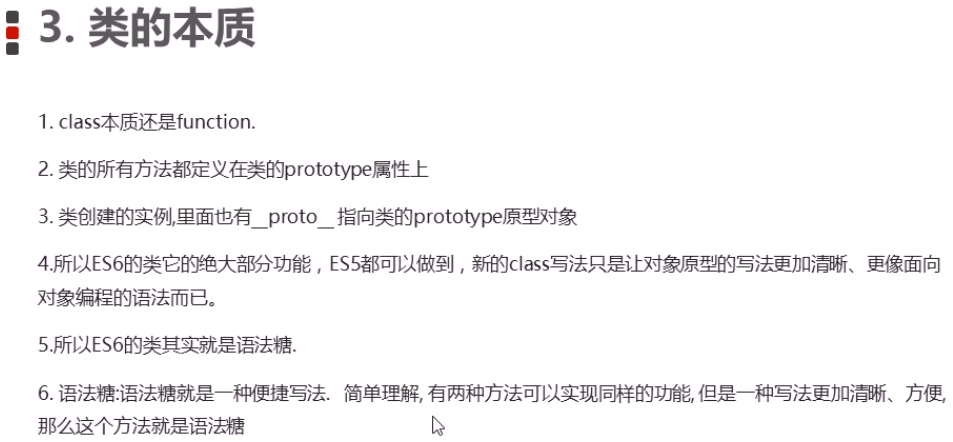 3. 类的本质
1. class本质还是function.
2. 类的所有方法都定义在类的prototype属性上
3. 类创建的实例,里面也有__proto__ 指向类的prototype原型对象
4.所以ES6的类它的绝大部分功能，ES5都可以做到，新的class写法只是让对象原型的写法更加清晰、更像面向
对象编程的语法而已。
5.所以ES6的类其实就是语法糖.
6. 语法糖:语法糖就是一种便捷写法. 简单理解, 有两种方法可以实现同样的功能, 但是一种写法更加清晰、方便,
那么这个方法就是语法糖